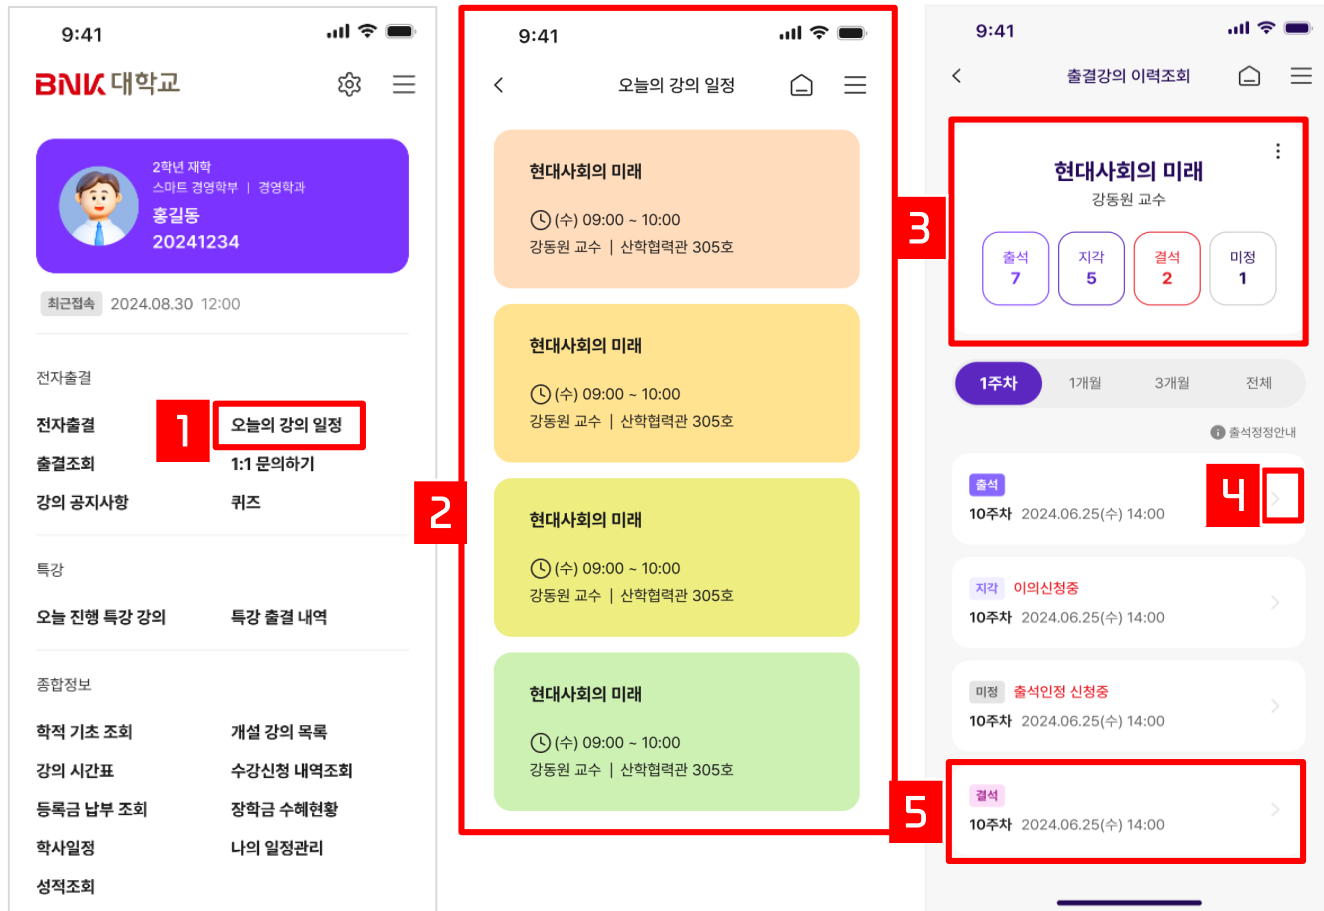 9:41
BNK 대학교
2학년 재학
스마트 경영학부 | 경영학과
홍길동
20241234
최근접속 2024.08.30 12:00
전자출결
전자출결
1
오늘의 강의 일정
출결조회
1:1 문의하기
강의 공지사항
퀴즈
특강
오늘 진행 특강 강의
특강 출결 내역
종합정보
학적 기초 조회
개설 강의 목록
강의 시간표
수강신청 내역조회
등록금 납부 조회
장학금 수혜현황
학사일정
나의 일정관리
성적조회
2
9:41
오늘의 강의 일정
현대사회의 미래
(수) 09:00 ~ 10:00
강동원 교수 | 산학협력관 305호
현대사회의 미래
(수) 09:00 ~ 10:00
강동원 교수 | 산학협력관 305호
현대사회의 미래
(수) 09:00 ~ 10:00
강동원 교수 | 산학협력관 305호
현대사회의 미래
(수) 09:00 ~ 10:00
강동원 교수 | 산학협력관 305호
9:41
출결강의 이력조회
3
현대사회의 미래
강동원 교수
출석
7
지각
5
결석
2
미정
1
1주차 1개월 3개월 전체
출석정정안내
출석
10주차 2024.06.25(수) 14:00
4
지각 이의신청중
10주차 2024.06.25(수) 14:00
미정 출석인정 신청중
10주차 2024.06.25(수) 14:00
5
결석
10주차 2024.06.25(수) 14:00